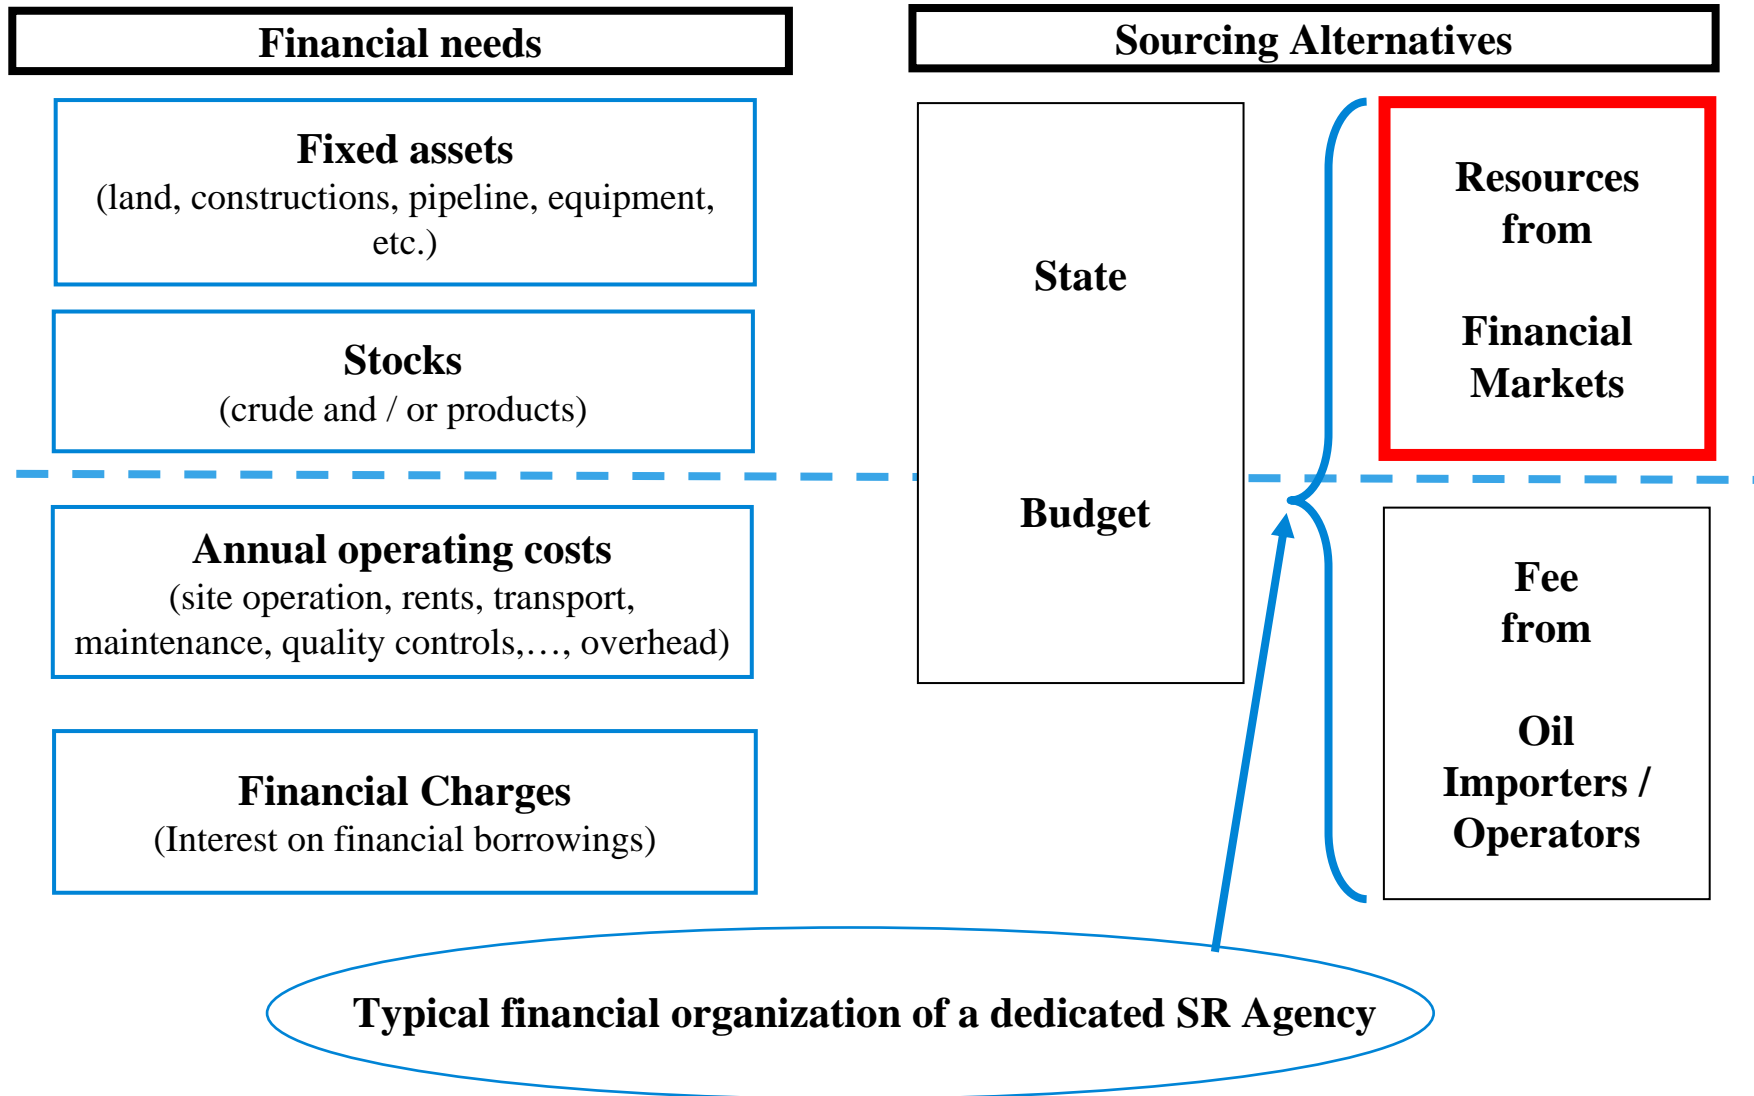 Financial needs
Sourcing Alternatives
Fixed assets
(land, constructions, pipeline, equipment,
etc.)
Stocks
(crude and / or products)
Annual operating costs
(site operation, rents, transport,
maintenance, quality controls,…, overhead)
Financial Charges
(Interest on financial borrowings)
State
Budget
Resources
from
Financial
Markets
Fee
from
Oil
Importers /
Operators
Typical financial organization of a dedicated SR Agency